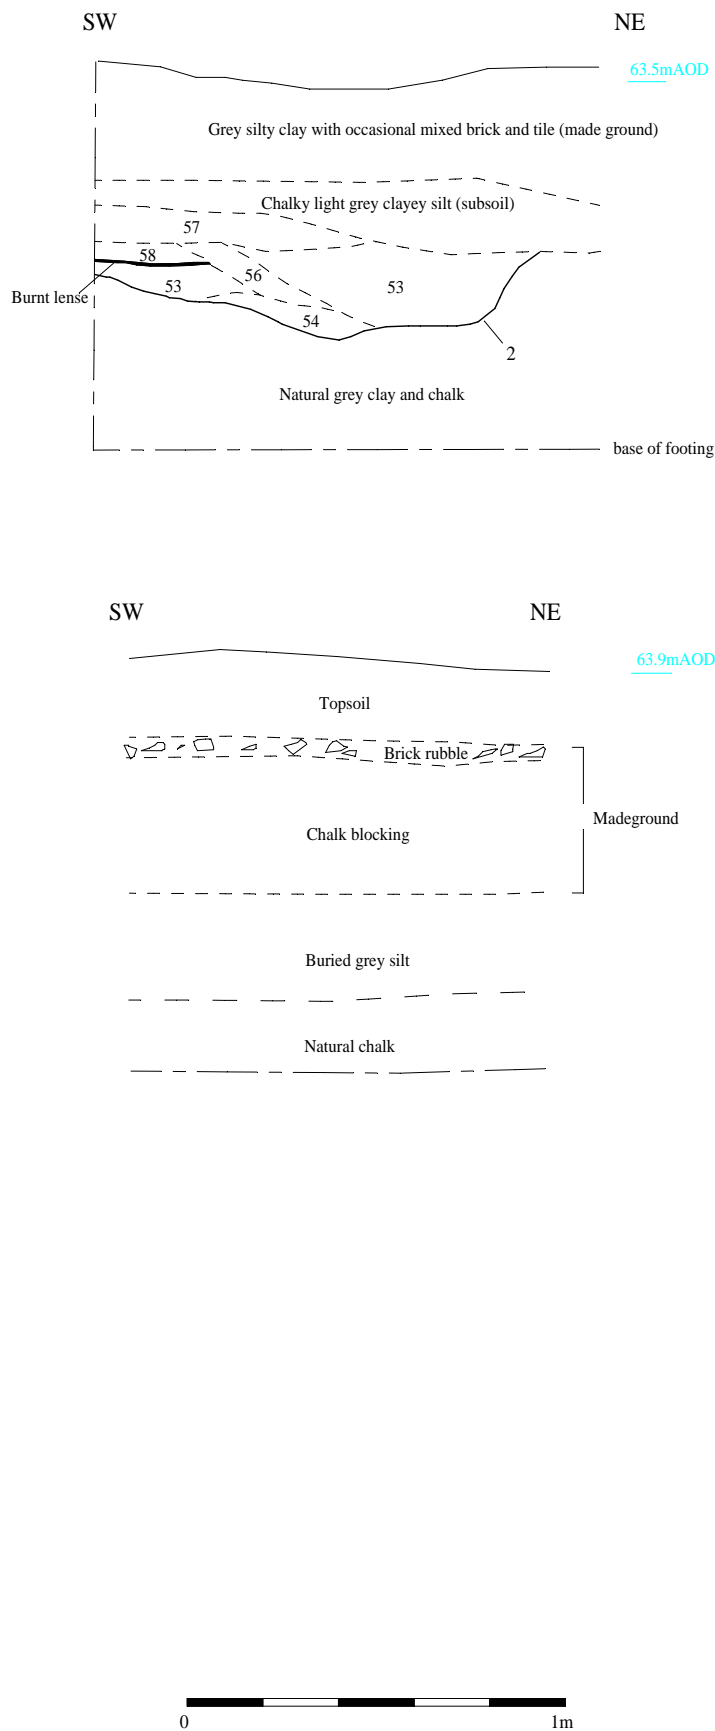 SW NE
63.5mAOD
Grey silty clay with occasional mixed brick and tile (made ground)
Chalky light grey clayey silt (subsoil)
57
58
56
Burnt lense
53
53
54
2
Natural grey clay and chalk
base of footing
SW NE
63.9mAOD
Topsoil
Brick rubble
Madeground
Chalk blocking
Buried grey silt
Natural chalk
0 1m